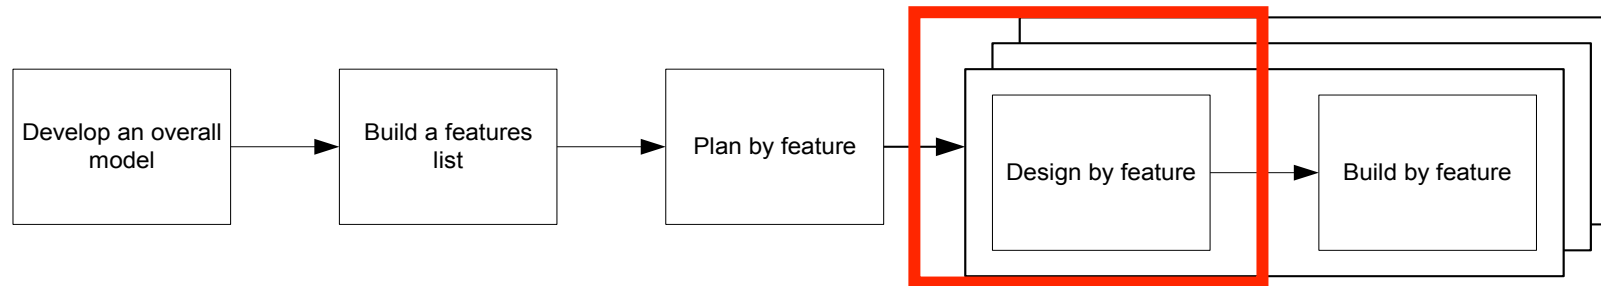 Develop an overall
model
Build a features
list
Plan by feature
Design by feature
Build by feature